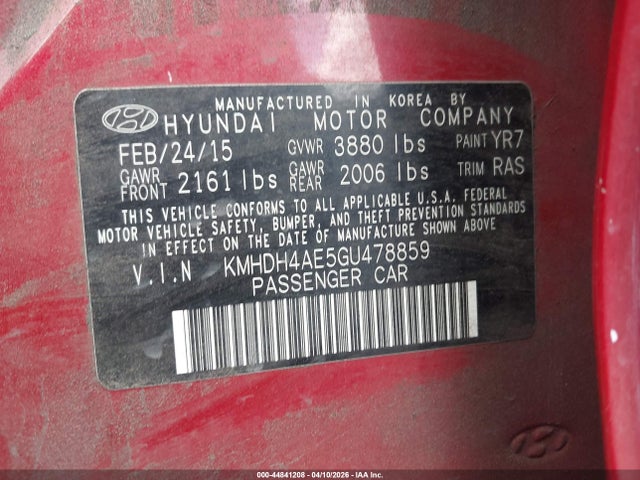 MANUFACTURED IN KOREA BY
HYUNDAI MOTOR COMPANY
FEB/24/15 GVWR 3880 lbs PAINT YR7
GAWR FRONT 2161 lbs GAWR REAR 2006 lbs TRIM RAS
THIS VEHICLE CONFORMS TO ALL APPLICABLE U.S.A. FEDERAL
MOTOR VEHICLE SAFETY, BUMPER, AND THEFT PREVENTION STANDARDS
IN EFFECT ON THE DATE OF MANUFACTURE SHOWN ABOVE
V.I.N KMHDH4AE5GU478859
PASSENGER CAR
000-44841208 - 04/10/2026 - IAA Inc.